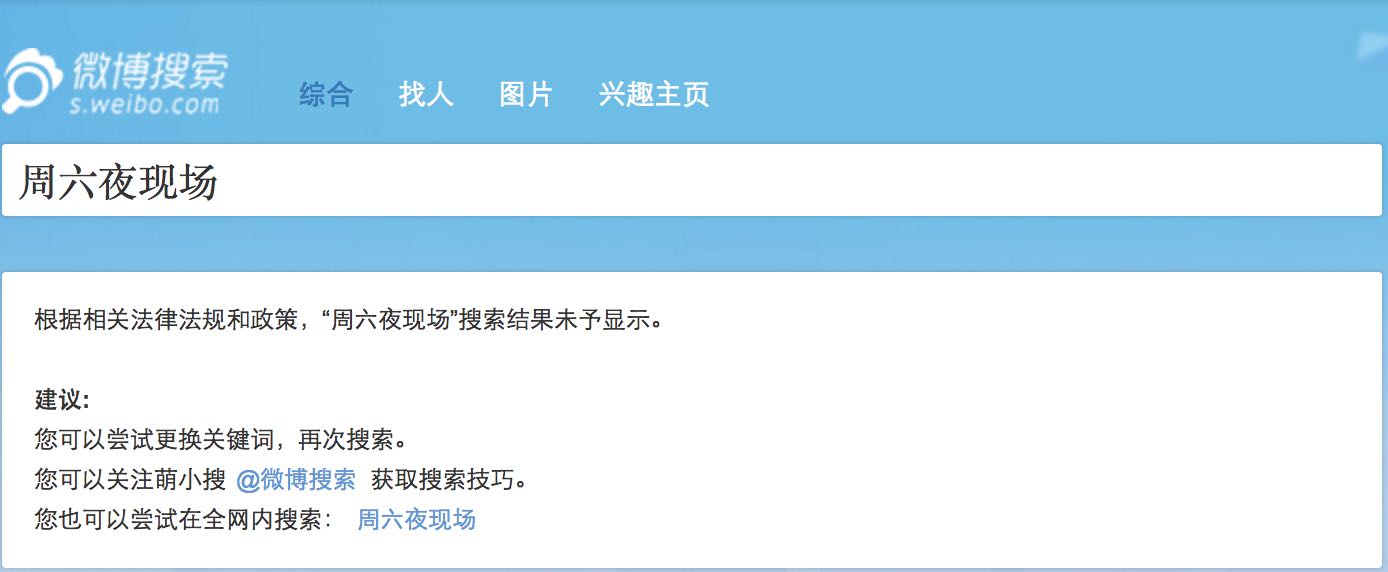 微博搜索
s.weibo.com
综合 找人 图片 兴趣主页
周六夜现场
根据相关法律法规和政策，“周六夜现场”搜索结果未予显示。
建议:
您可以尝试更换关键词，再次搜索。
您可以关注萌小搜 @微博搜索 获取搜索技巧。
您也可以尝试在全网内搜索： 周六夜现场